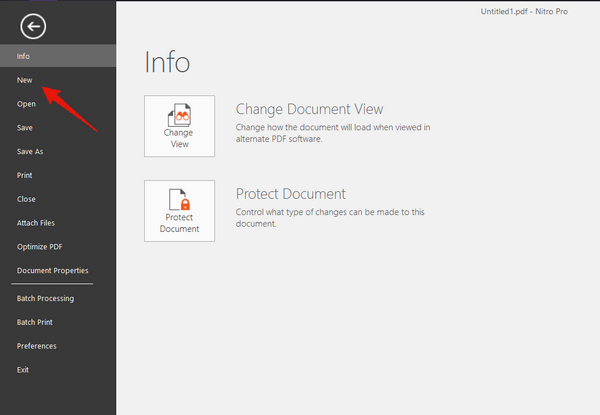 Untitled1.pdf - Nitro Pro
Info
New
Open
Save
Save As
Print
Close
Attach Files
Optimize PDF
Document Properties
Batch Processing
Batch Print
Preferences
Exit
Info
Change
View
Change Document View
Change how the document will load when viewed in
alternate PDF software.
Protect
Document
Protect Document
Control what type of changes can be made to this
document.